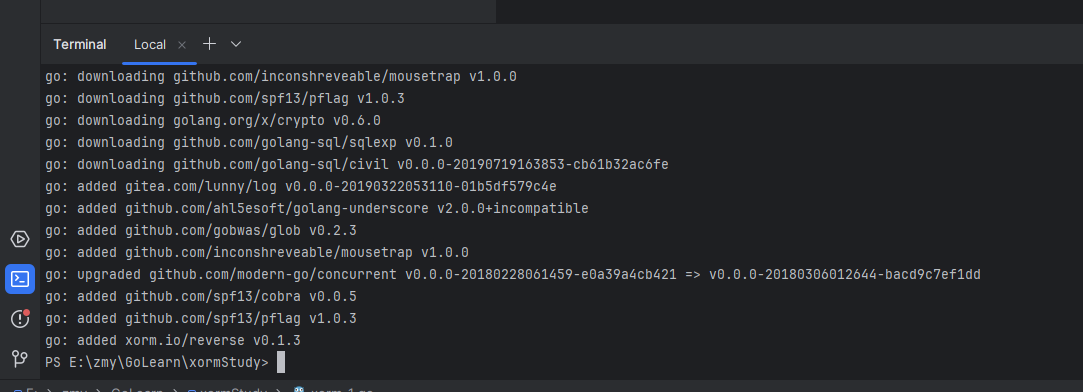 Terminal Local
go: downloading github.com/inconshreveable/mousetrap v1.0.0
go: downloading github.com/spf13/pflag v1.0.3
go: downloading golang.org/x/crypto v0.6.0
go: downloading github.com/golang-sql/sqlexp v0.1.0
go: downloading github.com/golang-sql/civil v0.0.0-20190719163853-cb61b32ac6fe
go: added gitea.com/lunny/log v0.0.0-20190322053110-01b5df579c4e
go: added github.com/ahl5esoft/golang-underscore v2.0.0+incompatible
go: added github.com/gobwas/glob v0.2.3
go: added github.com/inconshreveable/mousetrap v1.0.0
go: upgraded github.com/modern-go/concurrent v0.0.0-20180228061459-e0a39a4cb421 => v0.0.0-20180306012644-bacd9c7ef1dd
go: added github.com/spf13/cobra v0.0.5
go: added github.com/spf13/pflag v1.0.3
go: added xorm.io/reverse v0.1.3
PS E:\zmy\GoLearn\xormStudy>